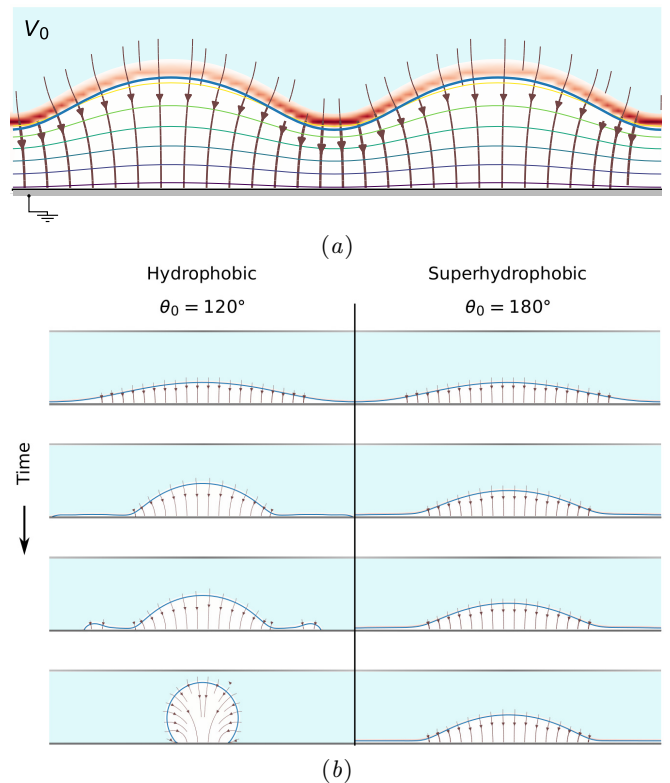 V₀
(a)
Hydrophobic
Superhydrophobic
θ₀ = 120°
θ₀ = 180°
Time
(b)